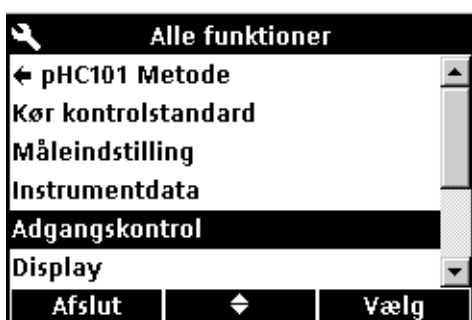 Alle funktioner
← pHC101 Metode
Kør kontrolstandard
Måleindstilling
Instrumentdata
Adgangskontrol
Display
Afslut Vælg